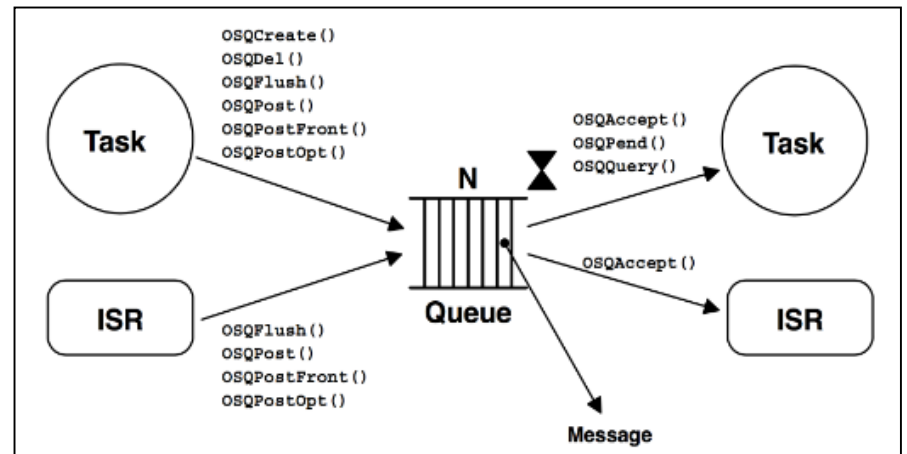 OSQCreate()
OSQDel()
OSQFlush()
OSQPost()
OSQPostFront()
OSQPostOpt()
Task
OSQAccept()
OSQPend()
OSQQuery()
Task
N
Queue
OSQAccept()
ISR
OSQFlush()
OSQPost()
OSQPostFront()
OSQPostOpt()
ISR
Message